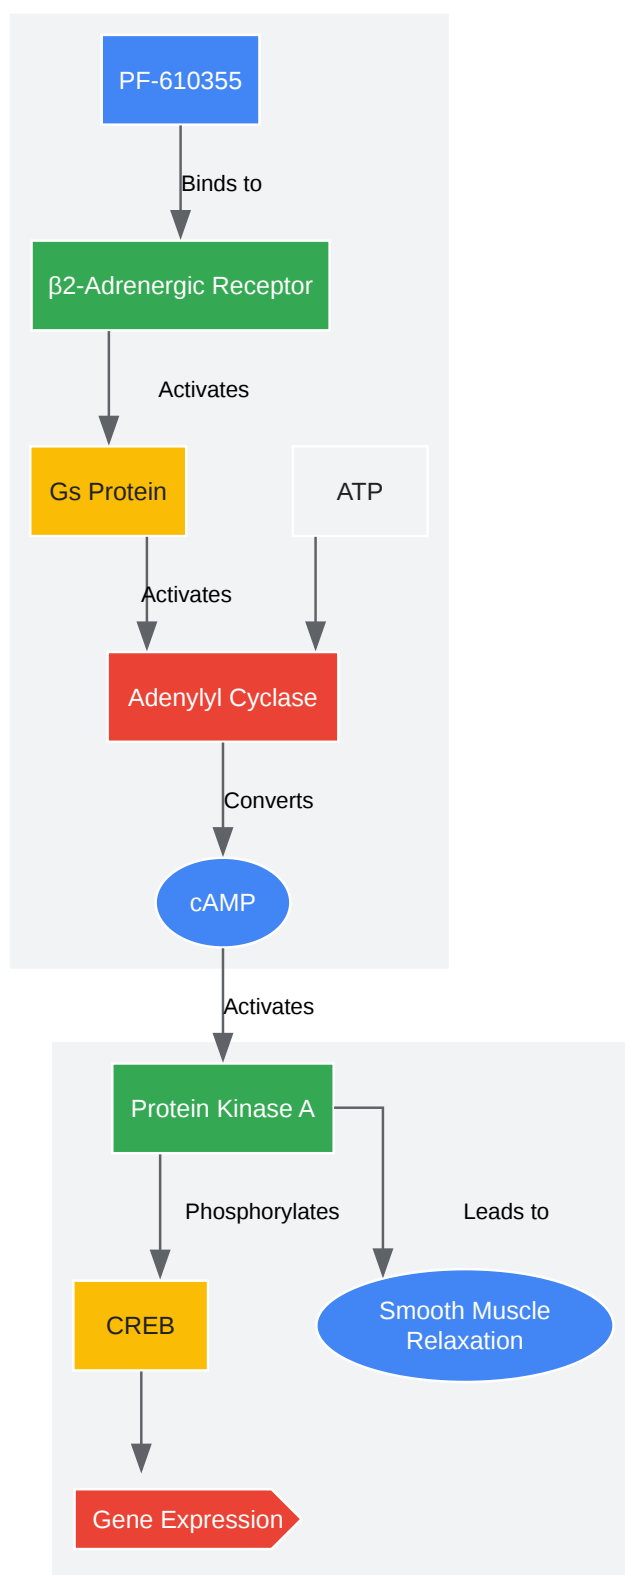 PF-610355
Binds to
β2-Adrenergic Receptor
Activates
Gs Protein
ATP
Activates
Adenylyl Cyclase
Converts
cAMP
Activates
Protein Kinase A
Phosphorylates
Leads to
CREB
Smooth Muscle
Relaxation
Gene Expression